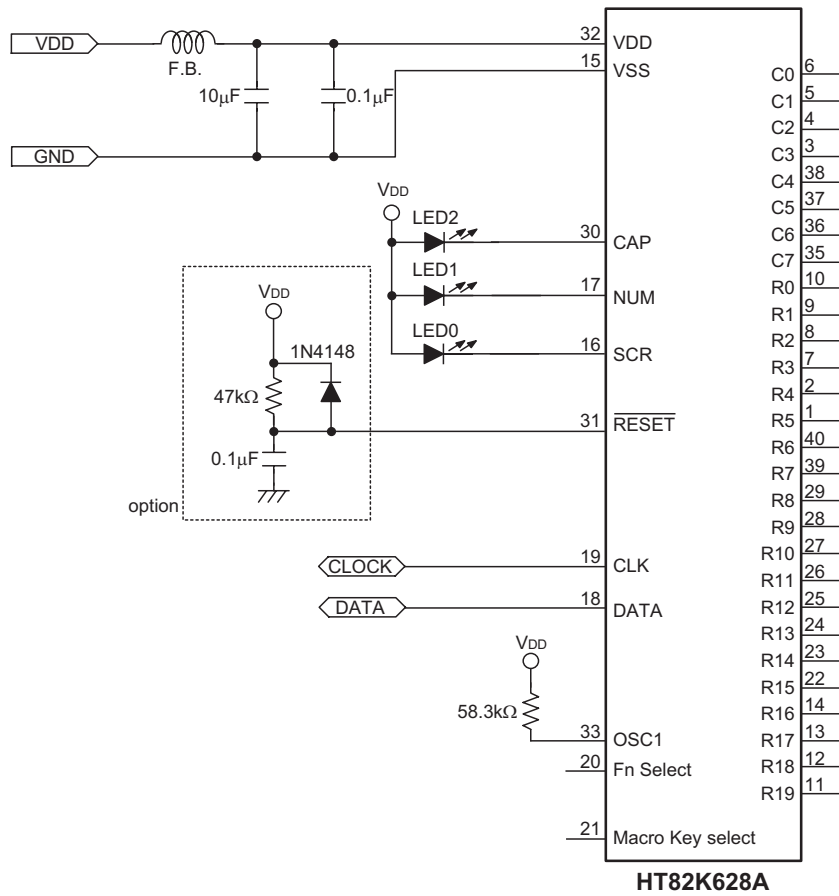 VDD
F.B.
10μF
0.1μF
GND
32
VDD
15
VSS
VDD
LED2
30
CAP
LED1
17
NUM
LED0
16
SCR
VDD
1N4148
47kΩ
31
RESET
0.1μF
option
CLOCK
19
CLK
DATA
18
DATA
VDD
58.3kΩ
33
OSC1
20
Fn Select
21
Macro Key select
C0 6
C1 5
C2 4
C3 3
C4 38
C5 37
C6 36
C7 35
R0 10
R1 9
R2 8
R3 7
R4 2
R5 1
R6 40
R7 39
R8 29
R9 28
R10 27
R11 26
R12 25
R13 24
R14 23
R15 22
R16 14
R17 13
R18 12
R19 11
HT82K628A